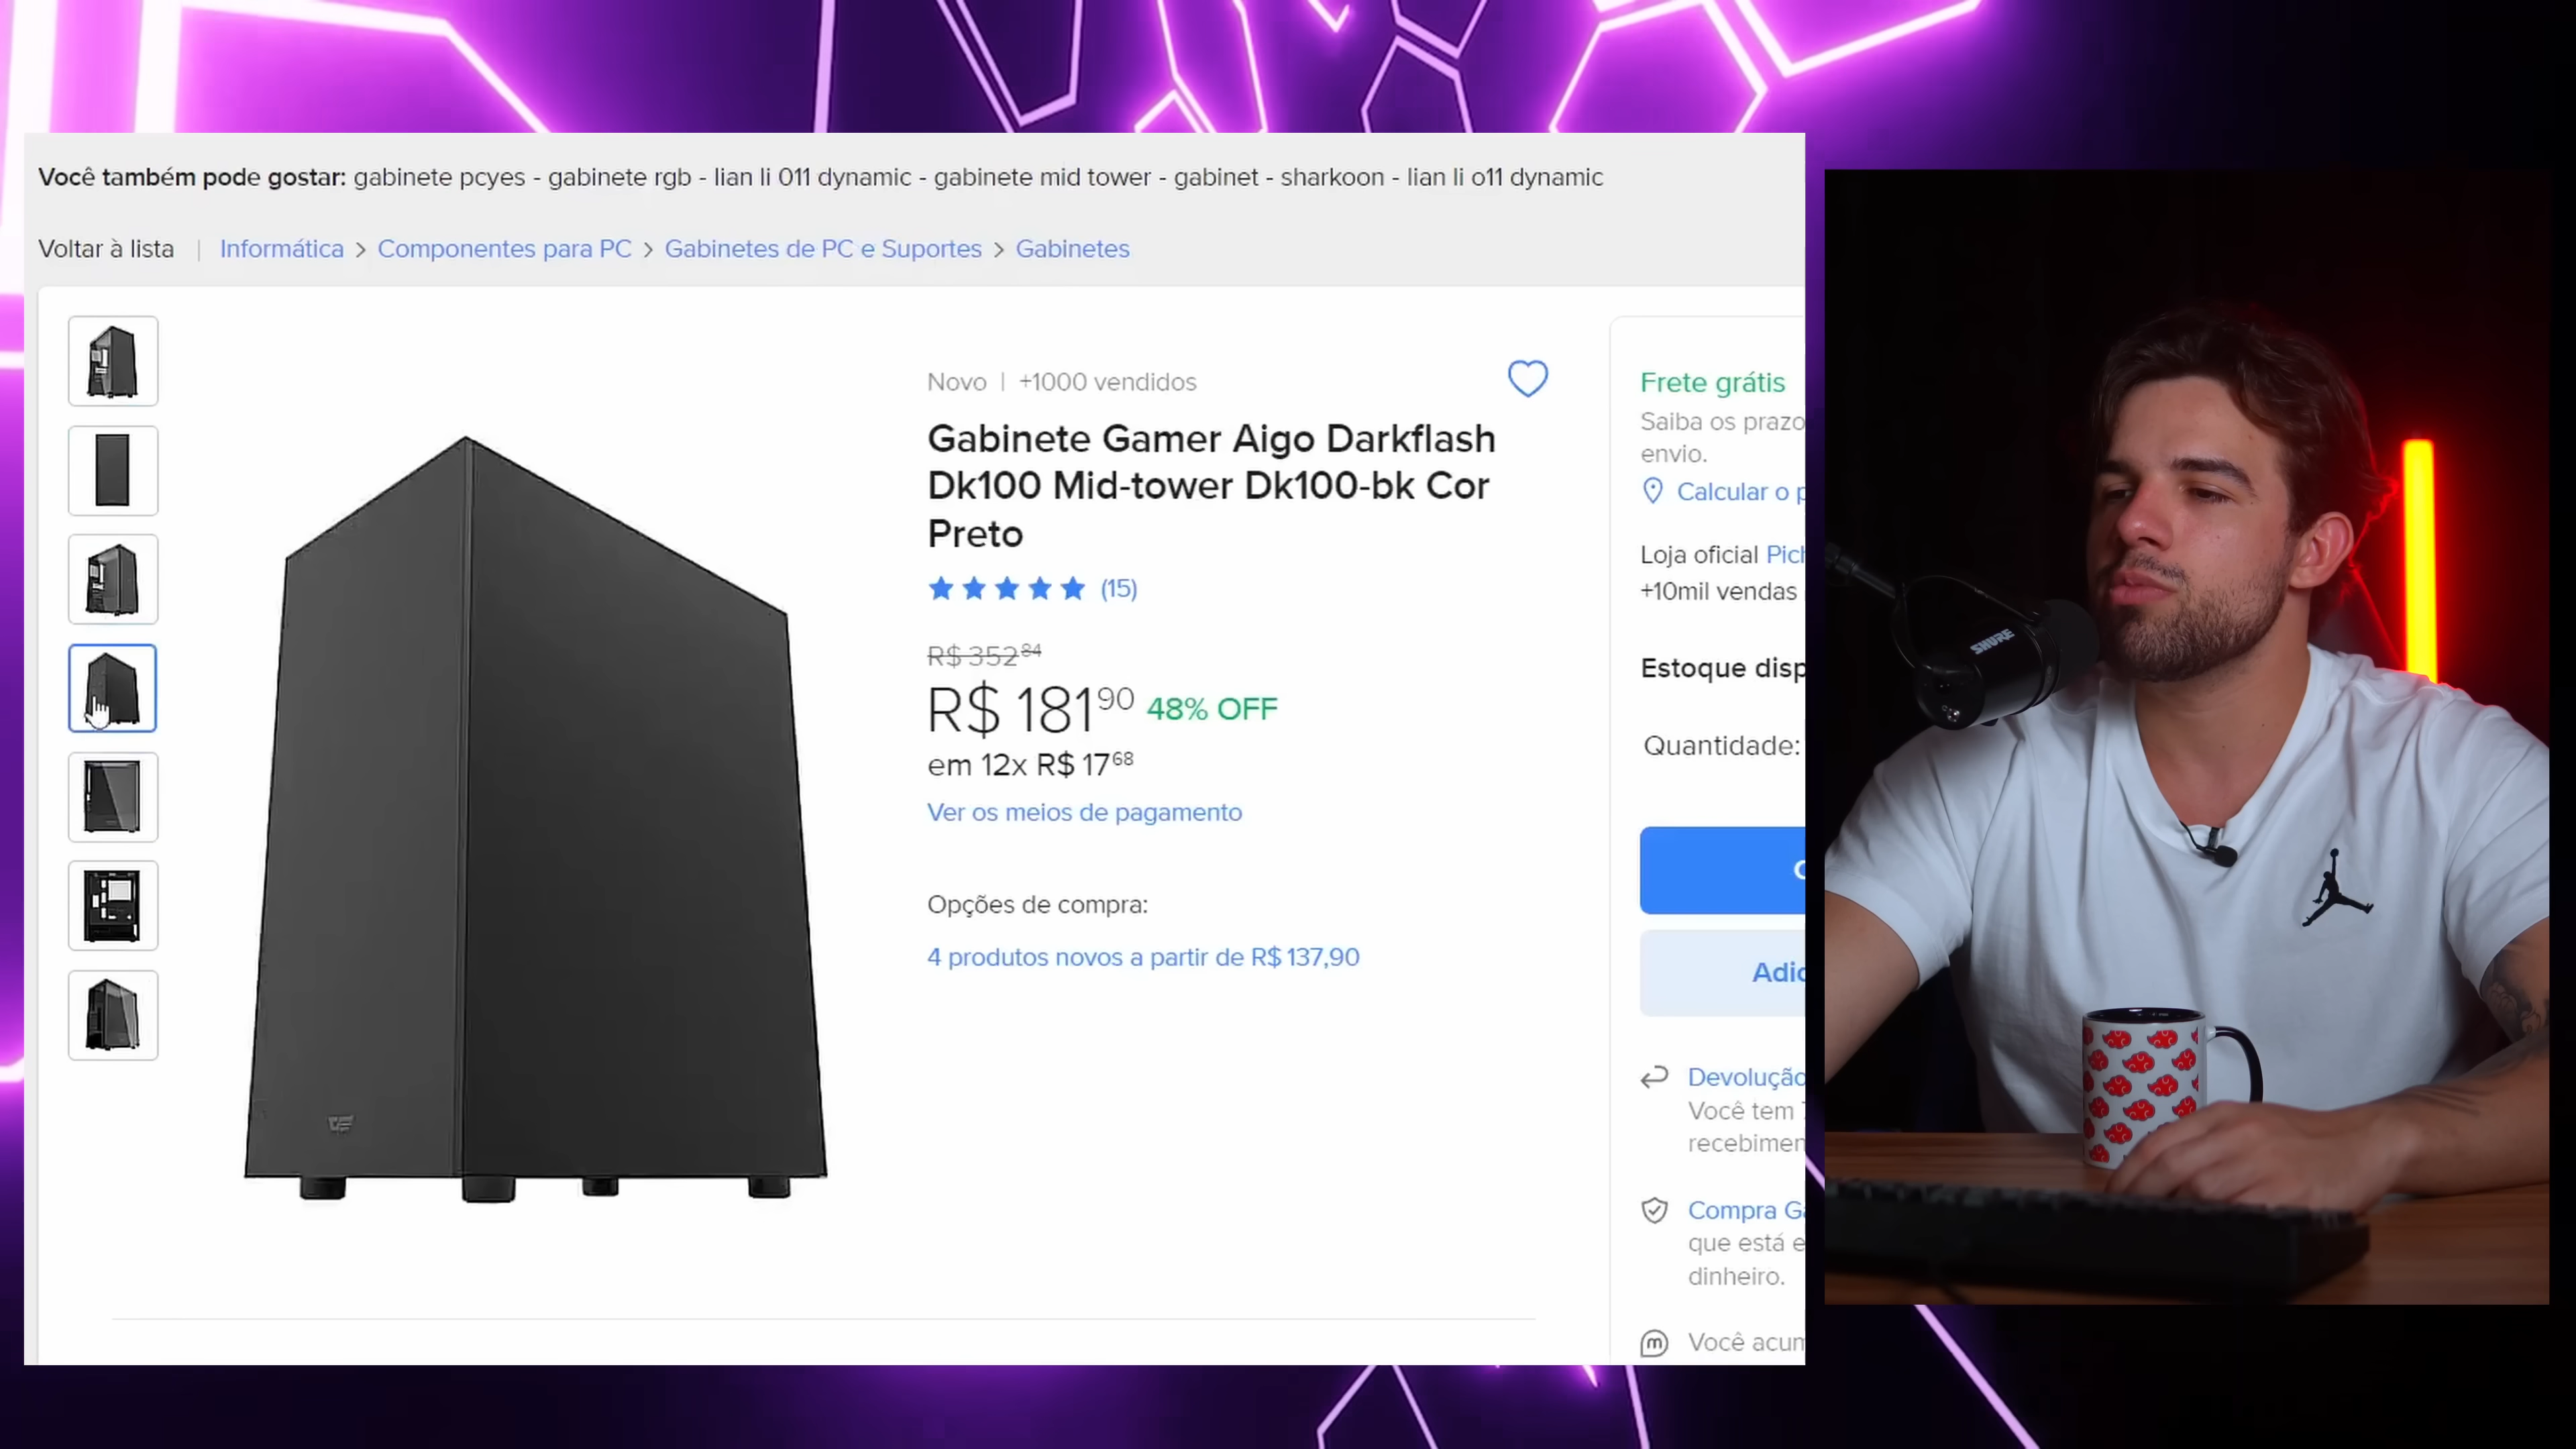 Você também pode gostar: gabinete pcyes - gabinete rgb - lian li 011 dynamic - gabinete mid tower - gabinet - sharkoon - lian li o11 dynamic
Voltar à lista | Informática > Componentes para PC > Gabinetes de PC e Suportes > Gabinetes
Novo | +1000 vendidos
Gabinete Gamer Aigo Darkflash
Dk100 Mid-tower Dk100-bk Cor
Preto
(15)
R$ 352 84
R$ 181 90 48% OFF
em 12x R$ 17 68
Ver os meios de pagamento
Opções de compra:
4 produtos novos a partir de R$ 137,90
Frete grátis
Saiba os prazo
envio.
Calcular o p
Loja oficial Pich
+10mil vendas
Estoque disp
Quantidade:
C
Adic
Devolução
Você tem 7
recebimen
Compra Ga
que está e
dinheiro.
Você acum
SHURE